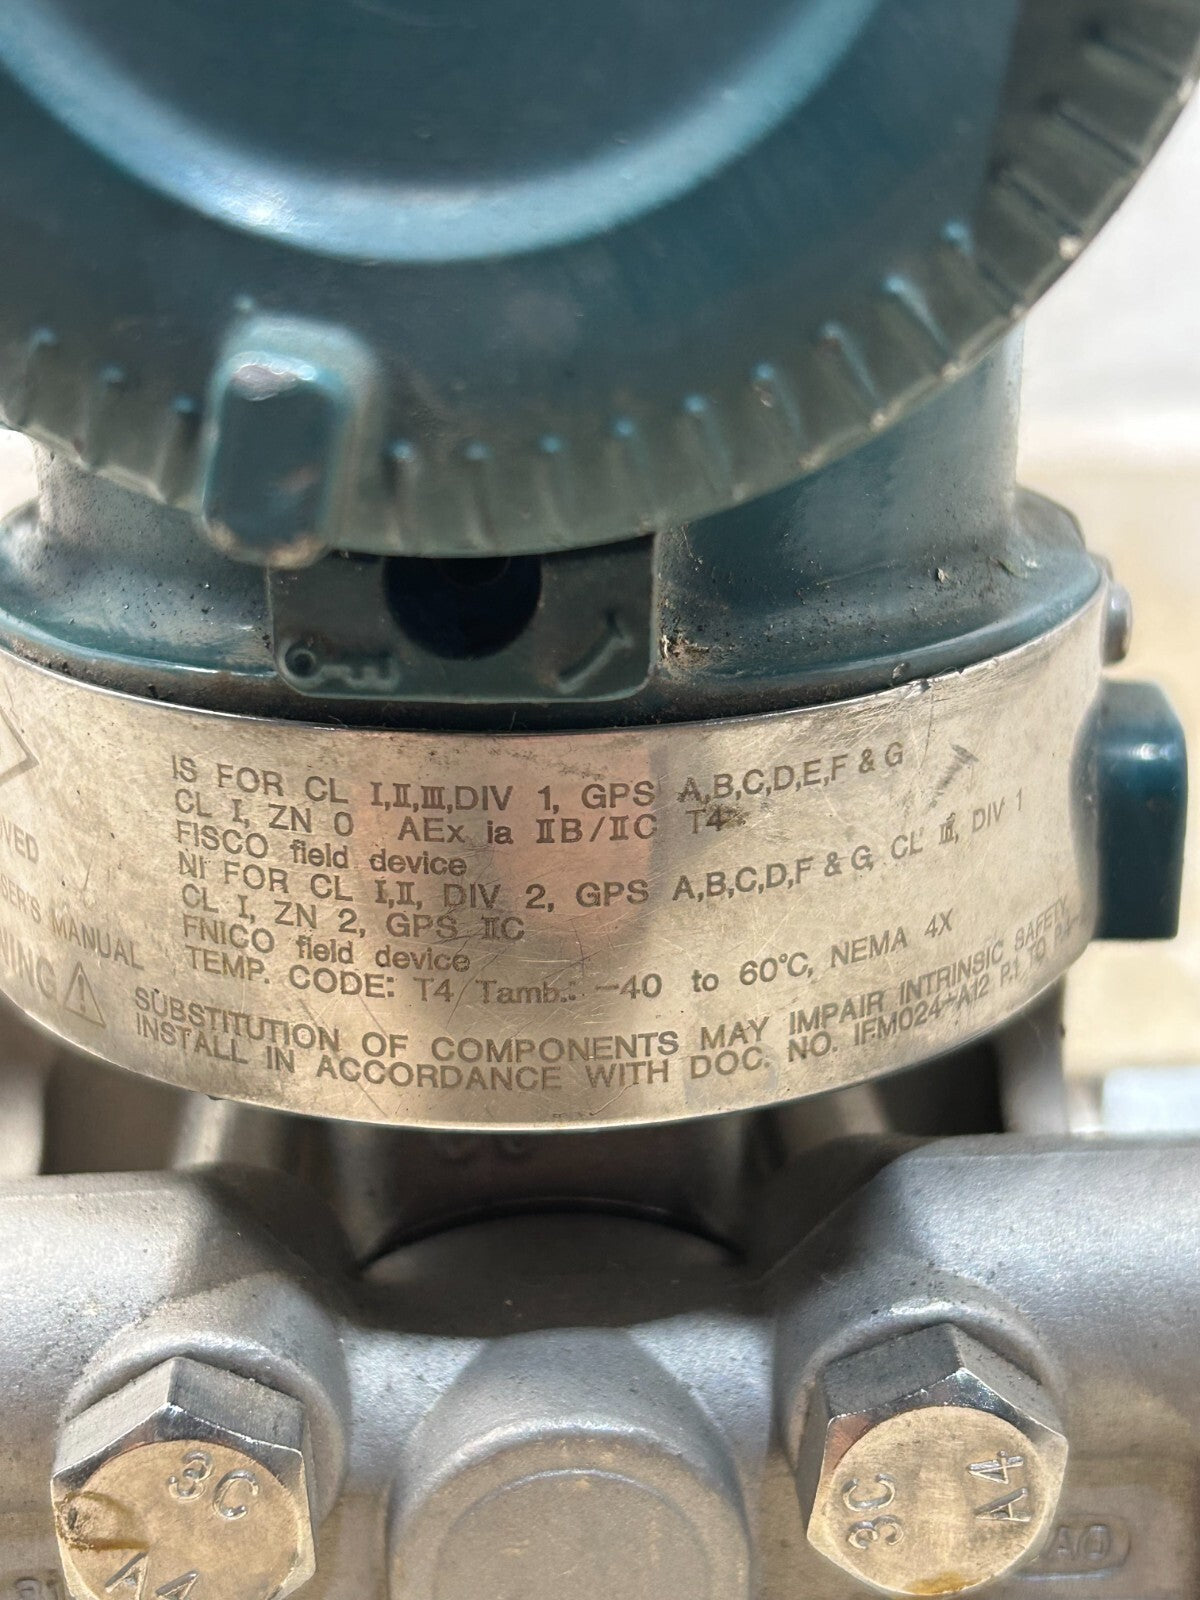 IS FOR CL I,II,III,DIV 1, GPS A,B,C,D,E,F & G
CL I, ZN 0 AEx ia IIB/IIC T4
FISCO field device
NI FOR CL I,II, DIV 2, GPS A,B,C,D,F & G, CL III, DIV 1
CL I, ZN 2, GPS IIC
FNICO field device
TEMP. CODE: T4 Tamb.: -40 to 60°C, NEMA 4X
MANUAL
SUBSTITUTION OF COMPONENTS MAY IMPAIR INTRINSIC SAFETY
INSTALL IN ACCORDANCE WITH DOC. NO. IFM024-A12 P.1 TO
3C
A4
3C
A4